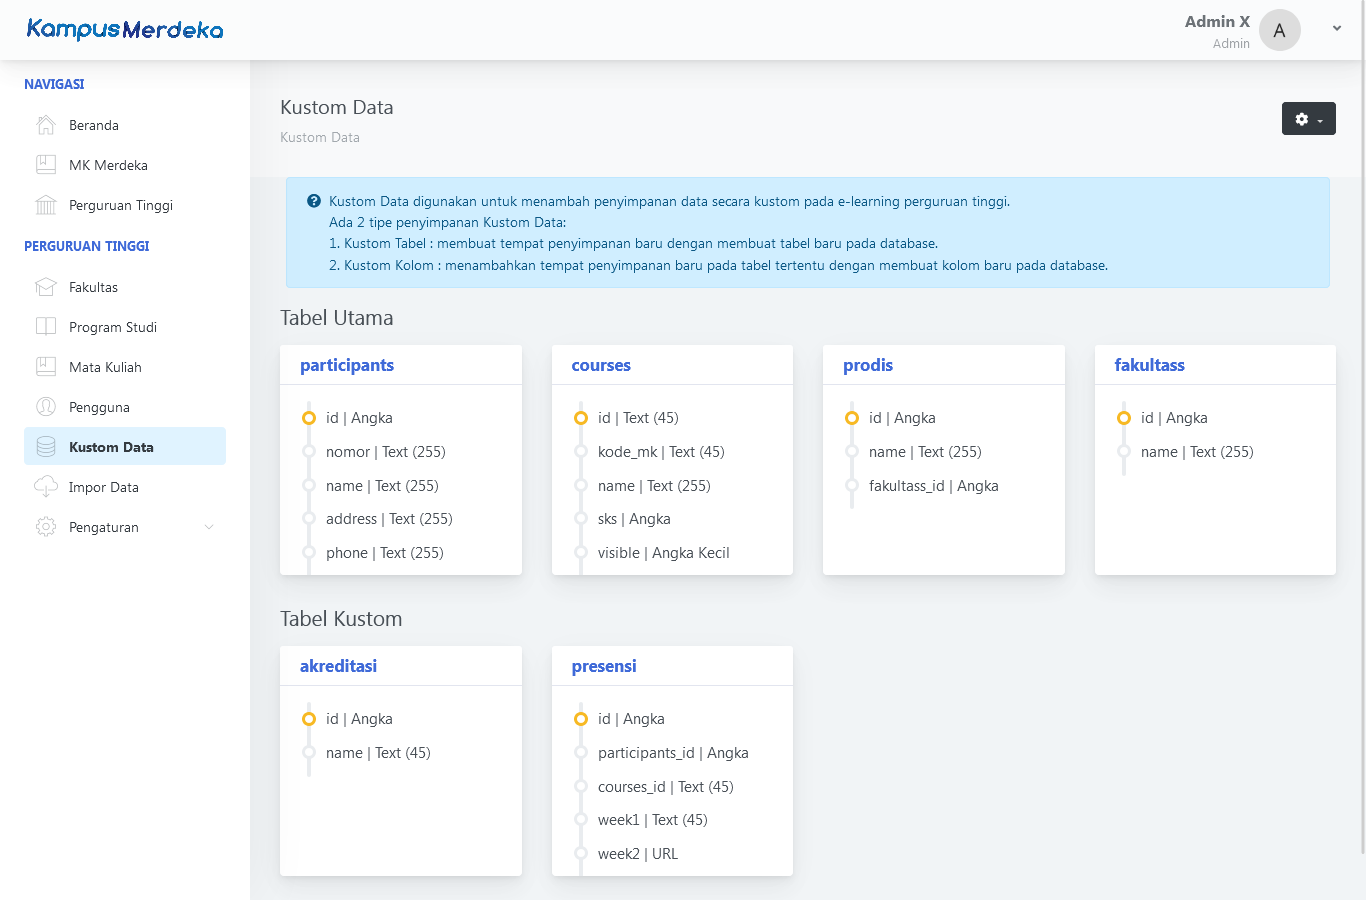 KampusMerdeka
Admin X
Admin
A
NAVIGASI
Beranda
MK Merdeka
Perguruan Tinggi
PERGURUAN TINGGI
Fakultas
Program Studi
Mata Kuliah
Pengguna
Kustom Data
Impor Data
Pengaturan
Kustom Data
Kustom Data
Kustom Data digunakan untuk menambah penyimpanan data secara kustom pada e-learning perguruan tinggi.
Ada 2 tipe penyimpanan Kustom Data:
1. Kustom Tabel : membuat tempat penyimpanan baru dengan membuat tabel baru pada database.
2. Kustom Kolom : menambahkan tempat penyimpanan baru pada tabel tertentu dengan membuat kolom baru pada database.
Tabel Utama
participants
id | Angka
nomor | Text (255)
name | Text (255)
address | Text (255)
phone | Text (255)
courses
id | Text (45)
kode_mk | Text (45)
name | Text (255)
sks | Angka
visible | Angka Kecil
prodis
id | Angka
name | Text (255)
fakultass_id | Angka
fakultass
id | Angka
name | Text (255)
Tabel Kustom
akreditasi
id | Angka
name | Text (45)
presensi
id | Angka
participants_id | Angka
courses_id | Text (45)
week1 | Text (45)
week2 | URL